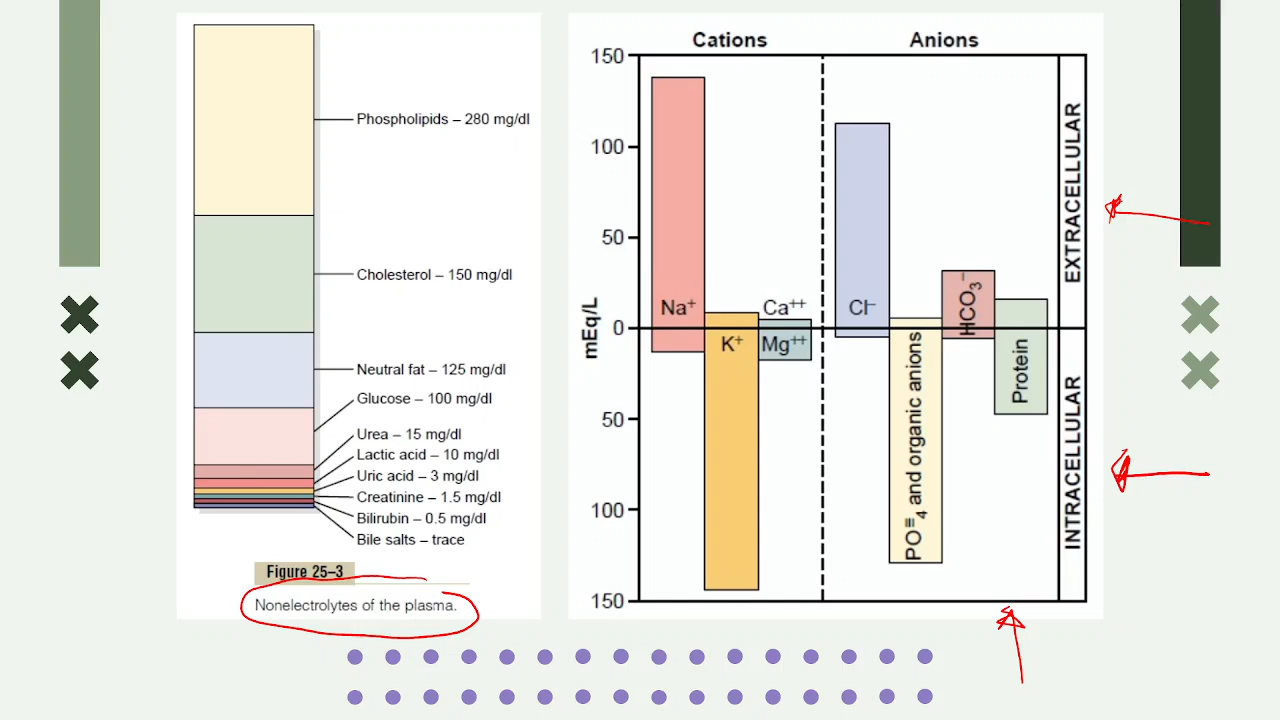 Phospholipids – 280 mg/dl
Cholesterol – 150 mg/dl
Neutral fat – 125 mg/dl
Glucose – 100 mg/dl
Urea – 15 mg/dl
Lactic acid – 10 mg/dl
Uric acid – 3 mg/dl
Creatinine – 1.5 mg/dl
Bilirubin – 0.5 mg/dl
Bile salts – trace
Figure 25–3
Nonelectrolytes of the plasma.
Cations
Anions
150
100
50
0
50
100
150
mEq/L
Na⁺
K⁺
Ca⁺⁺
Mg⁺⁺
Cl⁻
PO₄≡ and organic anions
HCO₃⁻
Protein
EXTRACELLULAR
INTRACELLULAR